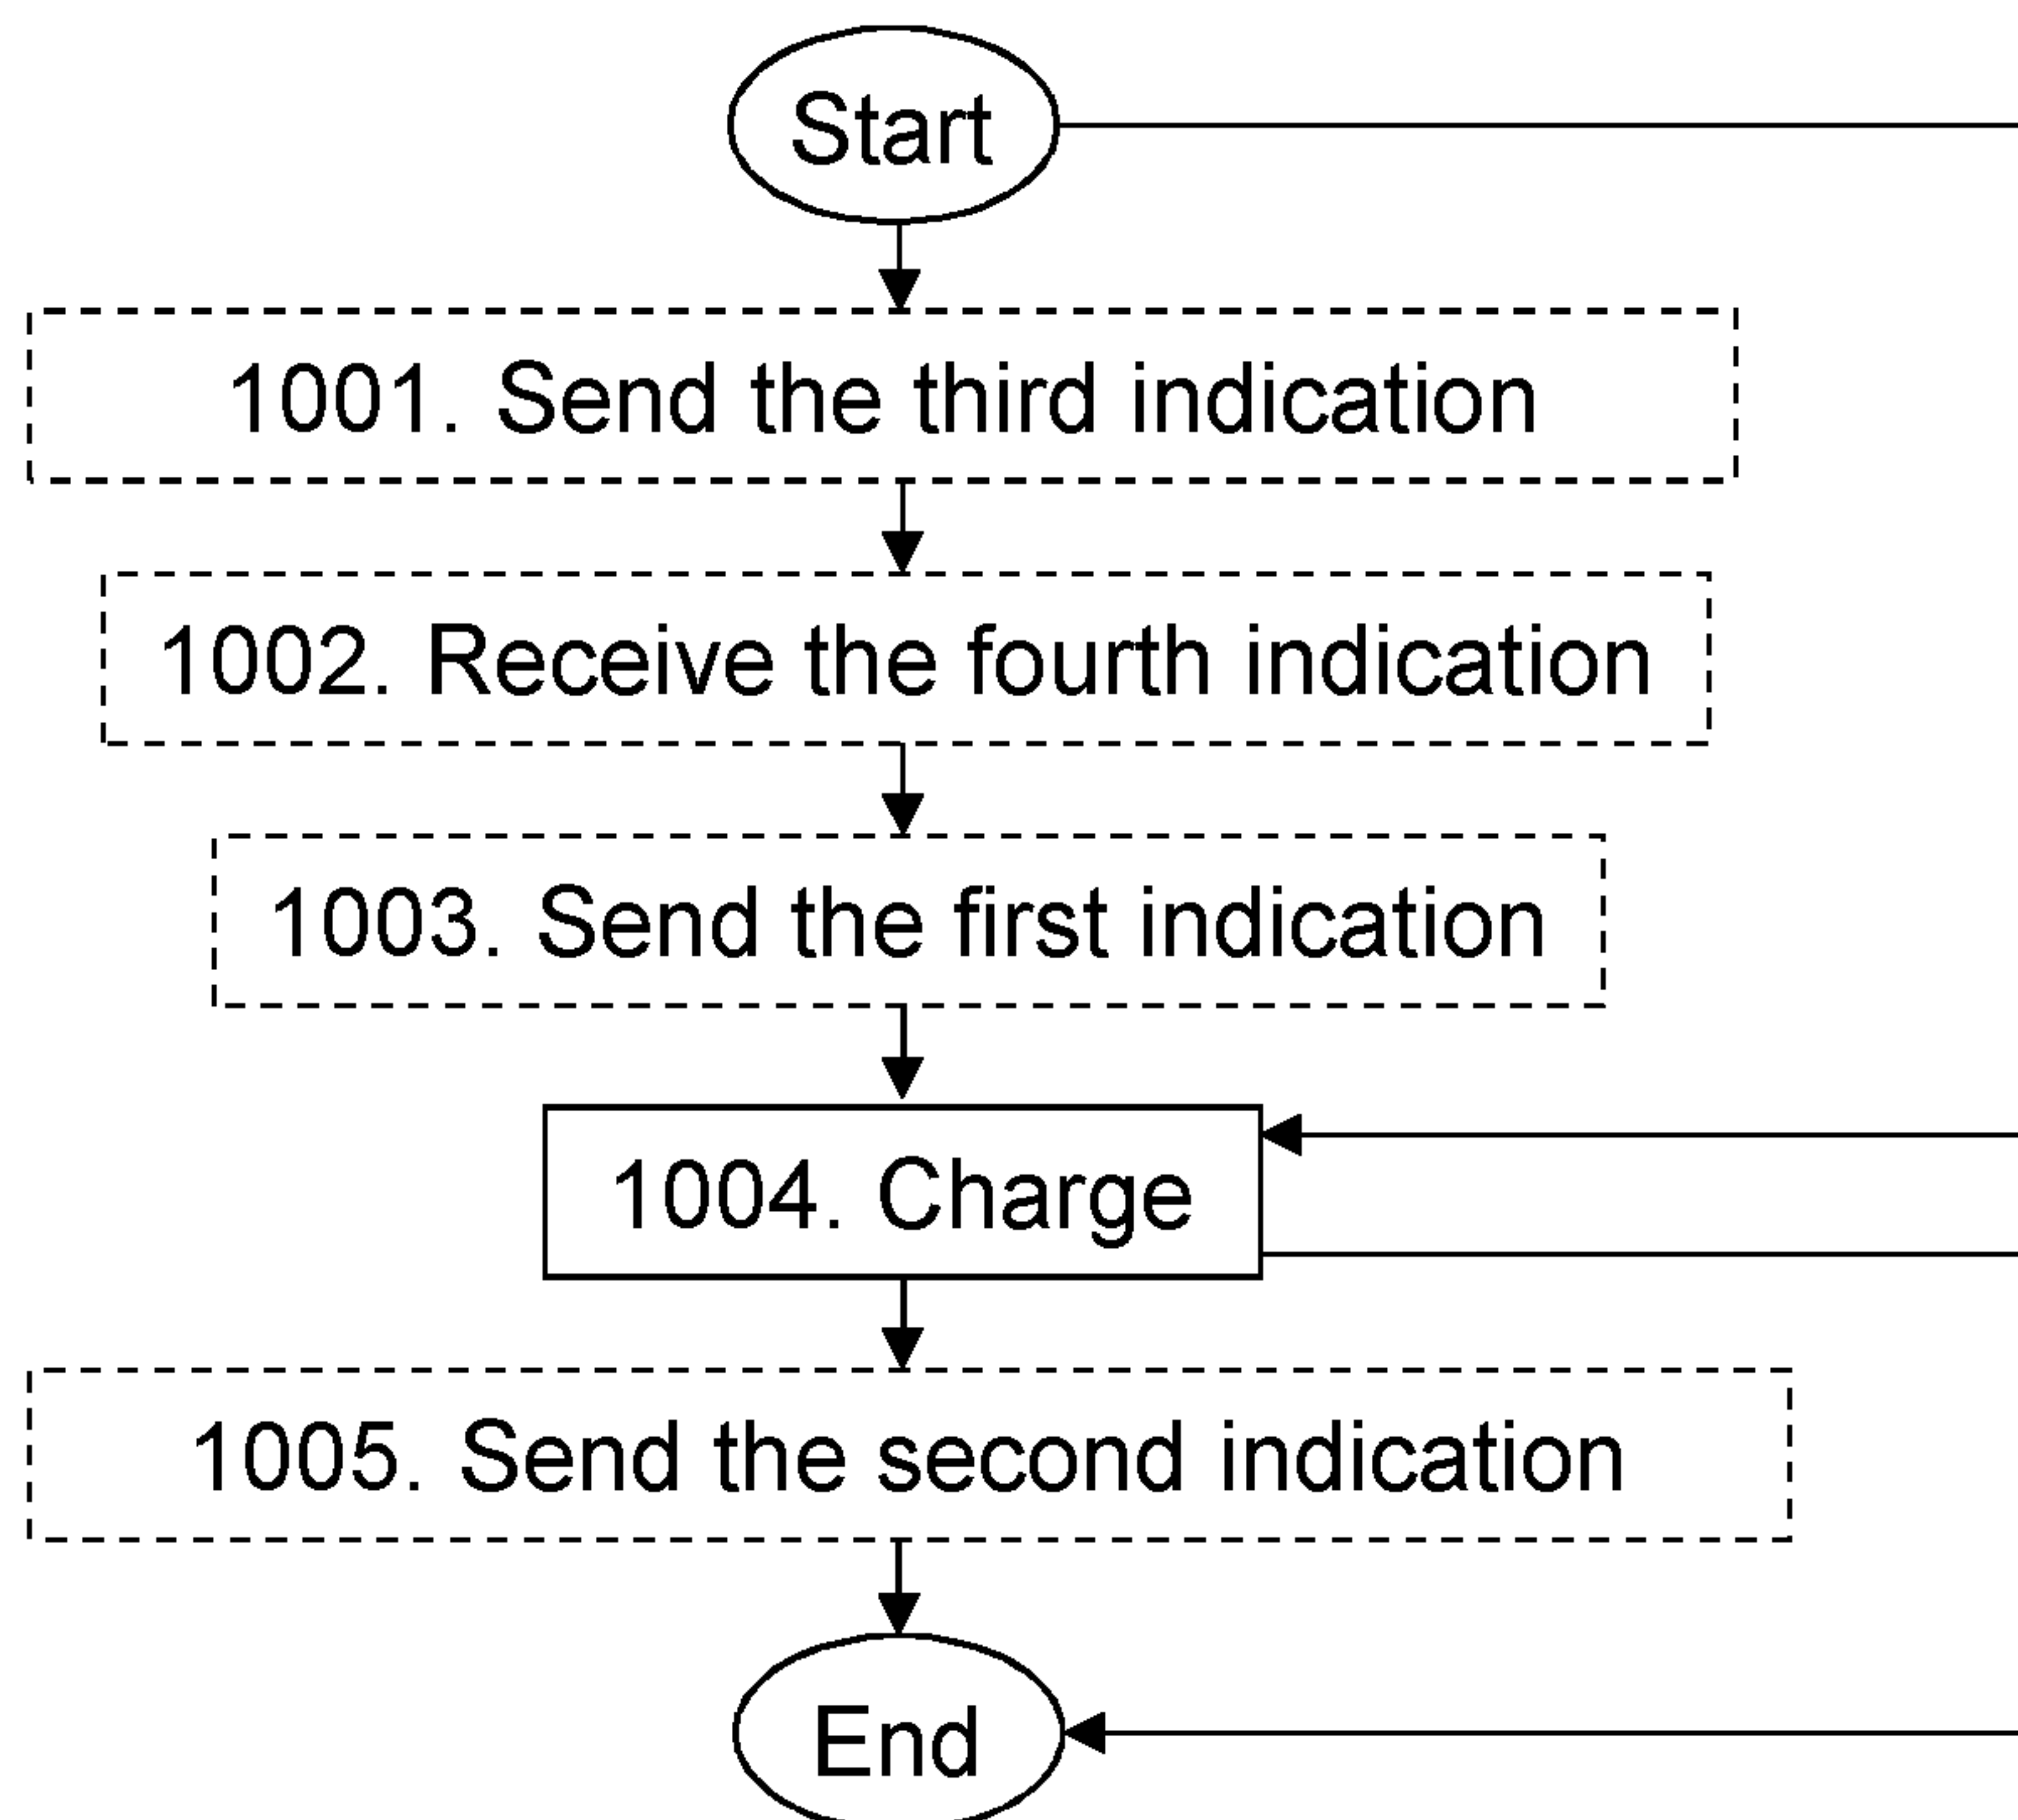 Start
1001. Send the third indication
1002. Receive the fourth indication
1003. Send the first indication
1004. Charge
1005. Send the second indication
End